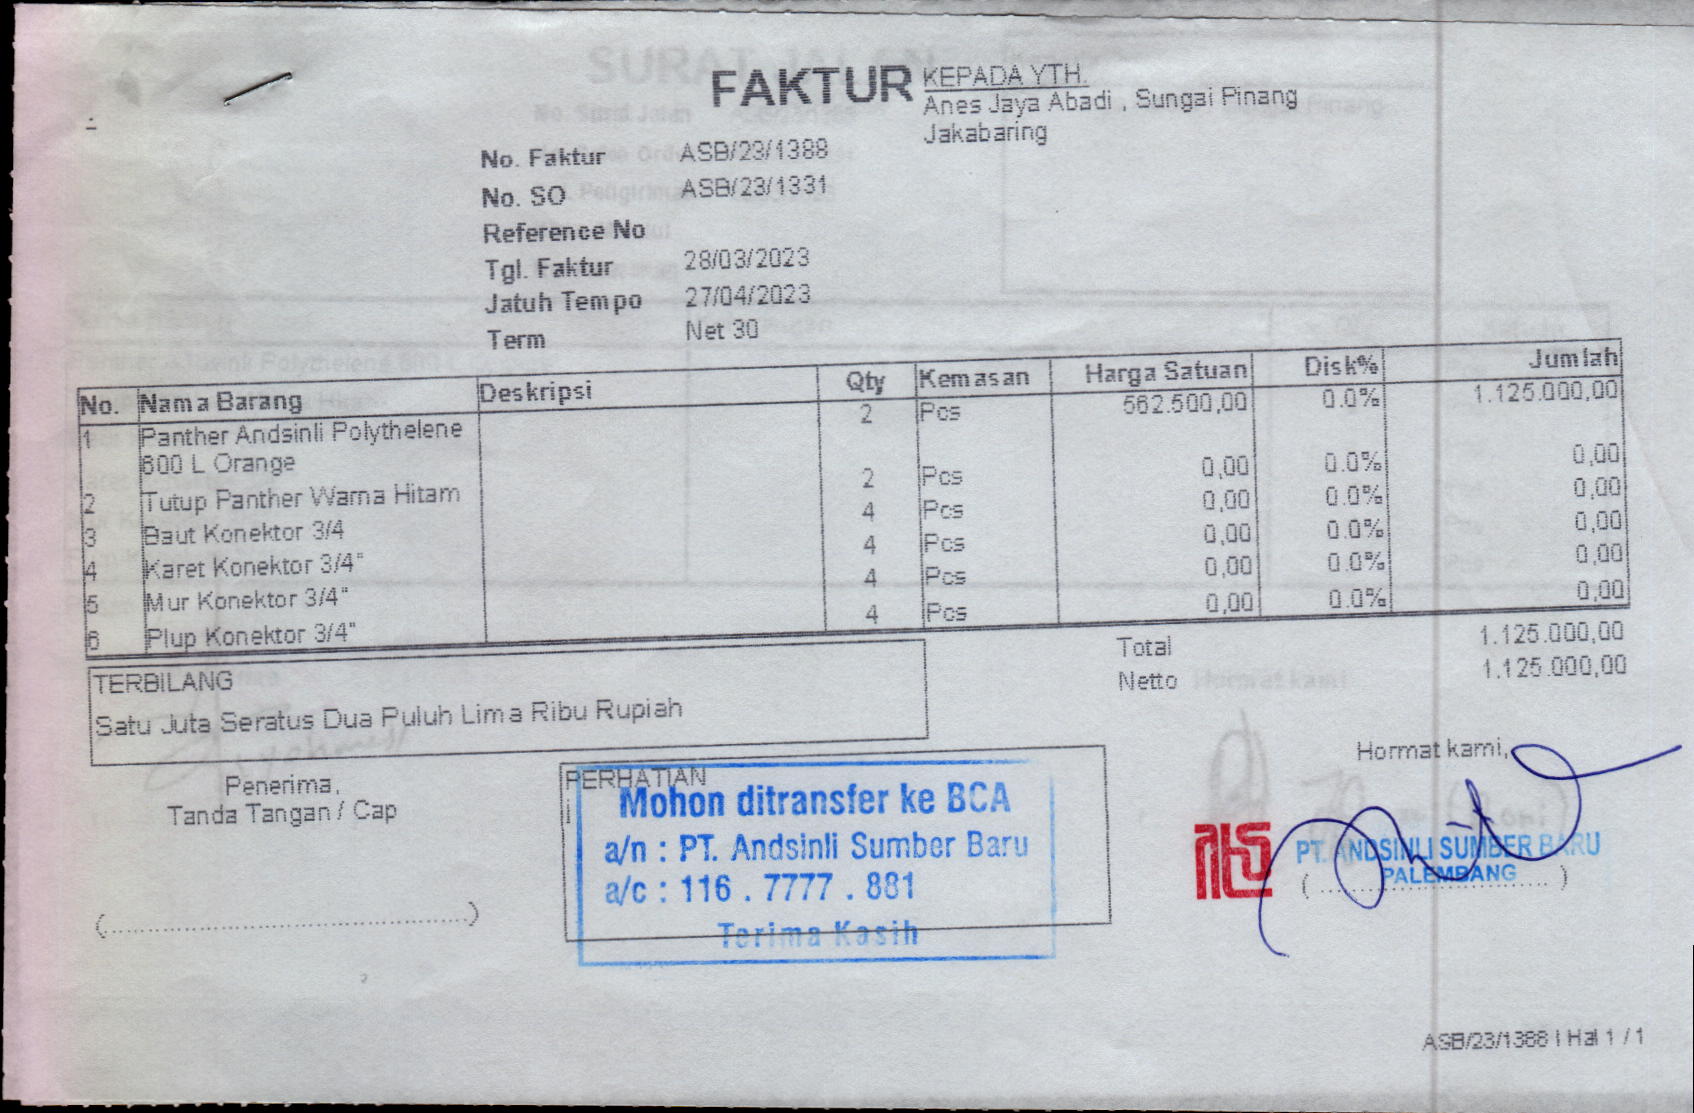 FAKTUR
KEPADA YTH.
Anes Jaya Abadi , Sungai Pinang
Jakabaring
No. Faktur ASB/23/1388
No. SO ASB/23/1331
Reference No
Tgl. Faktur 28/03/2023
Jatuh Tempo 27/04/2023
Term Net 30
No. Nama Barang Deskripsi Qty Kemasan Harga Satuan Disk% Jumlah
1 Panther Andsinli Polythelene 2 Pcs 562.500,00 0.0% 1.125.000,00
600 L Orange
2 Tutup Panther Warna Hitam 2 Pcs 0,00 0.0% 0,00
3 Baut Konektor 3/4 4 Pcs 0,00 0.0% 0,00
4 Karet Konektor 3/4" 4 Pcs 0,00 0.0% 0,00
5 Mur Konektor 3/4" 4 Pcs 0,00 0.0% 0,00
6 Plup Konektor 3/4" 4 Pcs 0,00 0.0% 0,00
Total 1.125.000,00
Netto 1.125.000,00
TERBILANG
Satu Juta Seratus Dua Puluh Lima Ribu Rupiah
Penerima,
Tanda Tangan / Cap
(..........................................)
PERHATIAN
Mohon ditransfer ke BCA
a/n : PT. Andsinli Sumber Baru
a/c : 116 . 7777 . 881
Terima Kasih
Hormat kami,
PT. ANDSINLI SUMBER BARU
PALEMBANG
(..............................)
ASB/23/1388 | Hal 1 / 1